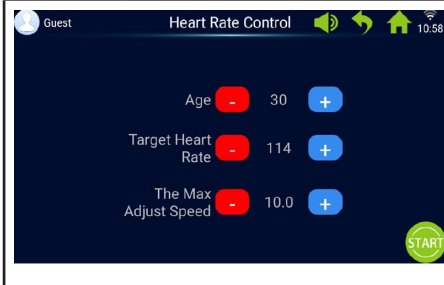 Guest
Heart Rate Control
10:58
Age - 30 +
Target Heart
Rate - 114 +
The Max
Adjust Speed - 10.0 +
START